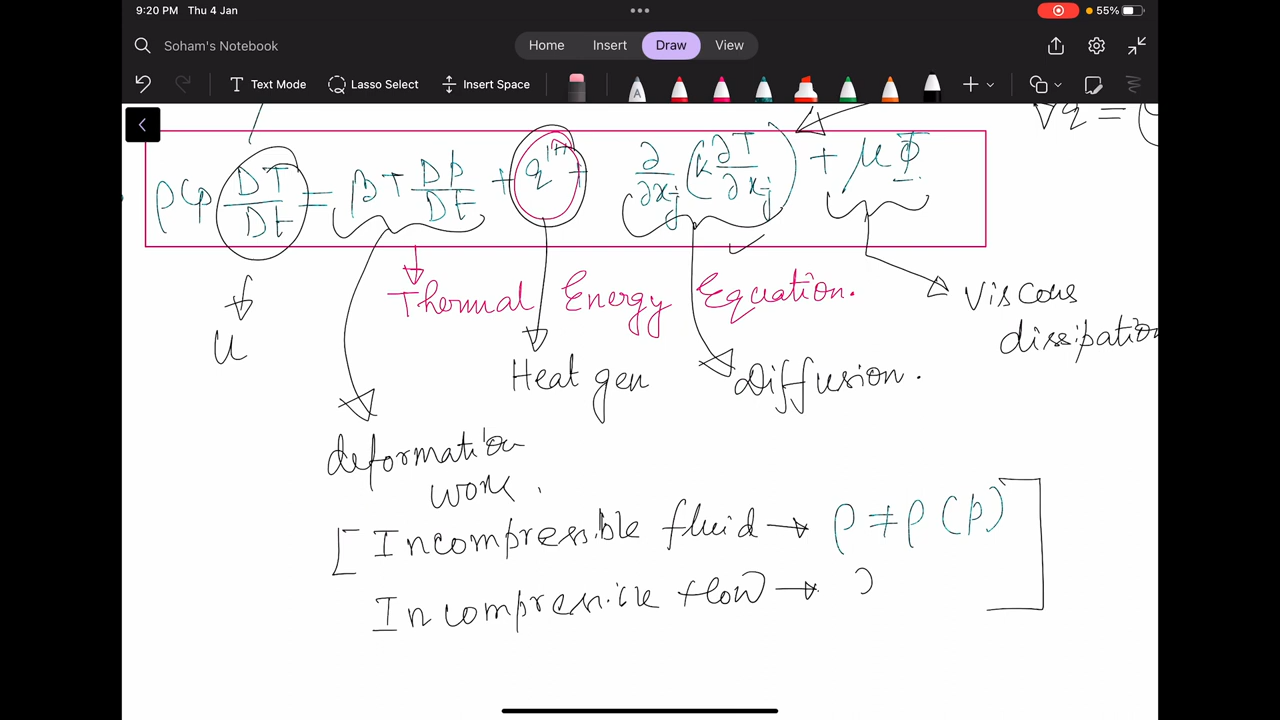 9:20 PM Thu 4 Jan
55%
Soham's Notebook
Home Insert Draw View
Text Mode Lasso Select Insert Space
A
∇q = (
ρCp DT/Dt = βT Dp/Dt + q''' + ∂/∂xj (k ∂T/∂xj) + μΦ
Thermal Energy Equation.
u
Viscous
dissipation
Heat gen
Diffusion.
deformation
work.
[Incompressible fluid → ρ ≠ ρ(p)]
Incompressible flow →